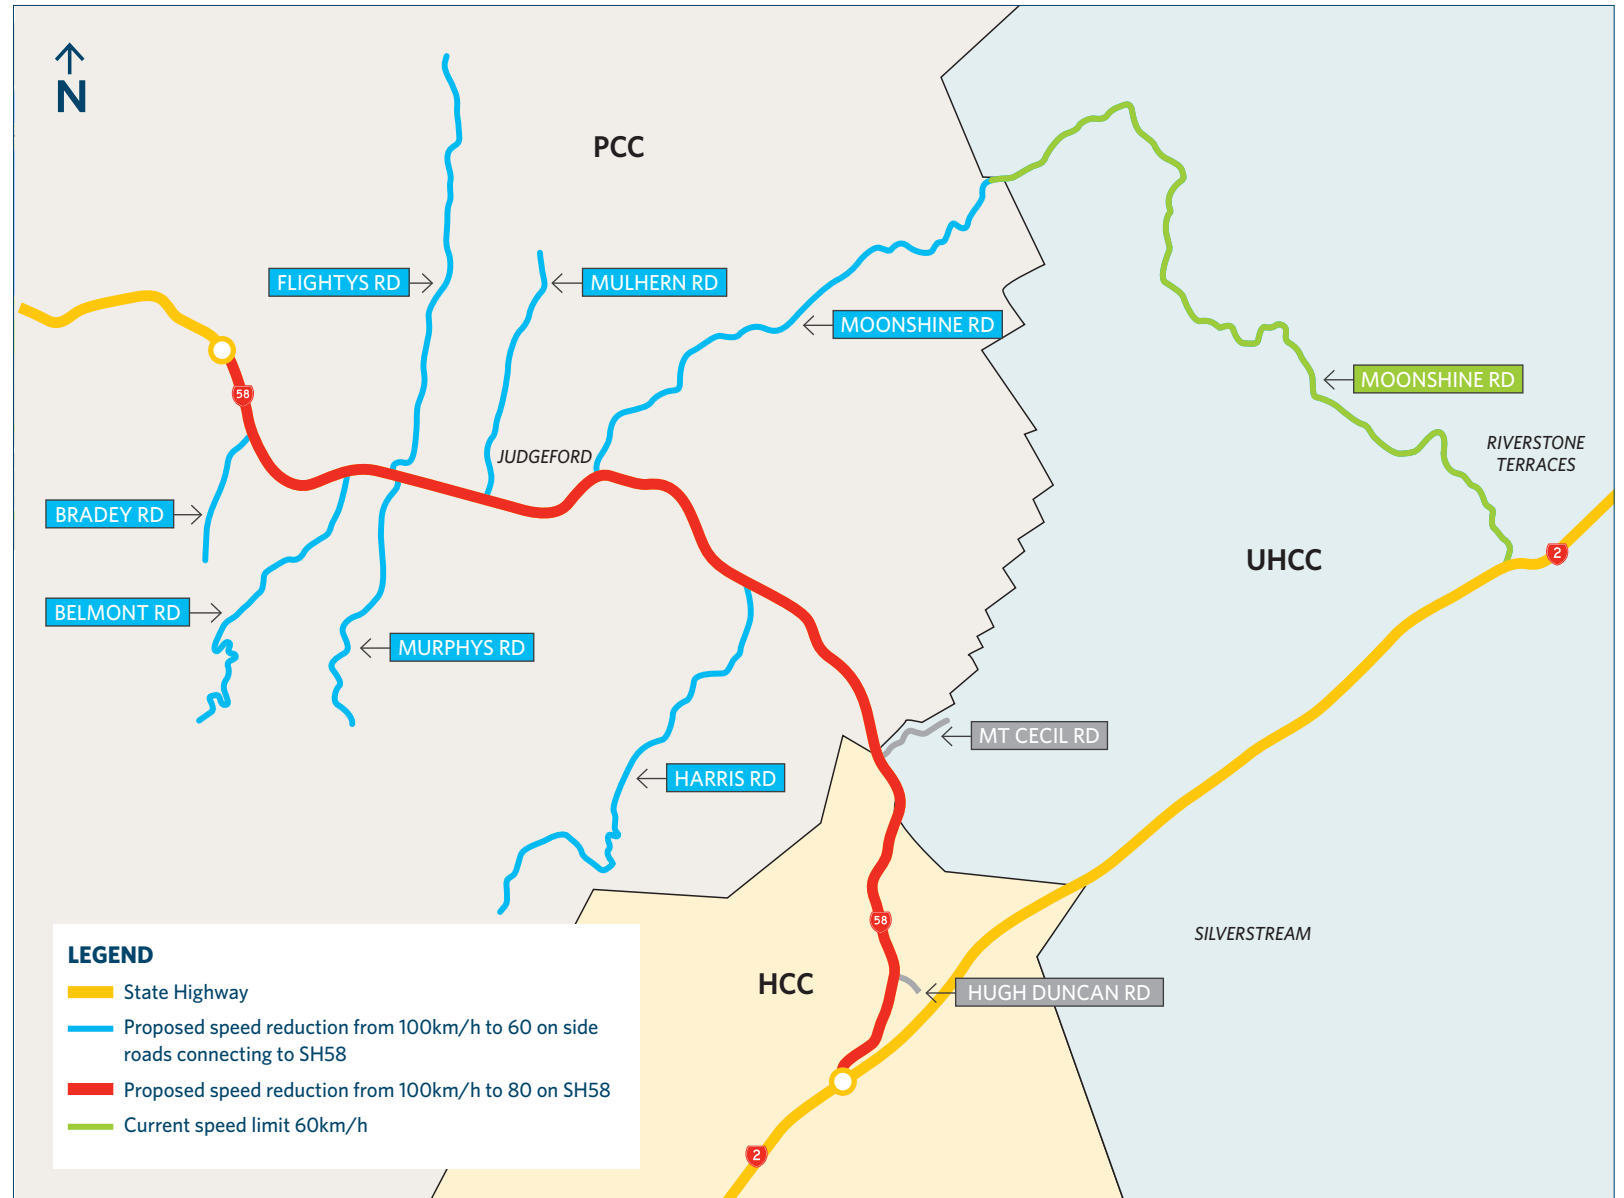 N
PCC
FLIGHTYS RD
MULHERN RD
MOONSHINE RD
58
MOONSHINE RD
JUDGEFORD
RIVERSTONE
TERRACES
BRADEY RD
UHCC
2
BELMONT RD
MURPHYS RD
MT CECIL RD
HARRIS RD
58
SILVERSTREAM
HCC
HUGH DUNCAN RD
LEGEND
State Highway
Proposed speed reduction from 100km/h to 60 on side
roads connecting to SH58
Proposed speed reduction from 100km/h to 80 on SH58
Current speed limit 60km/h
2